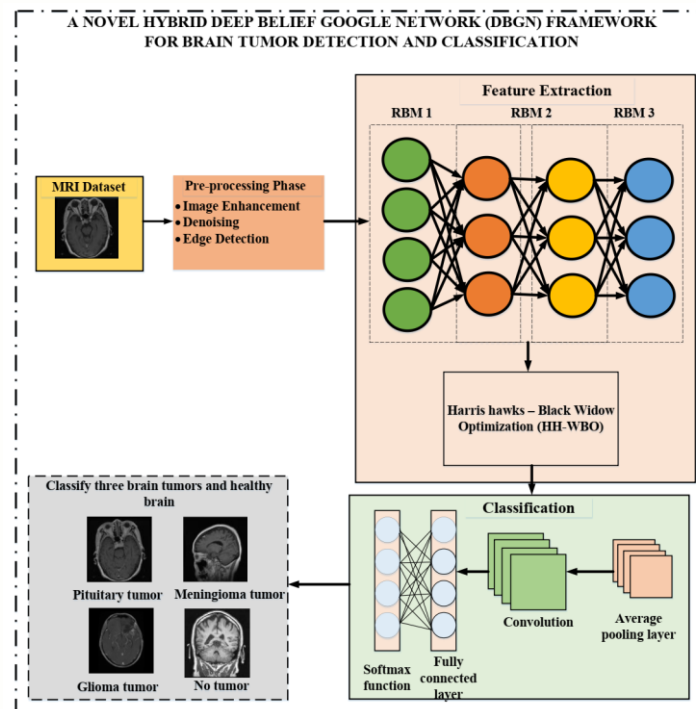 A NOVEL HYBRID DEEP BELIEF GOOGLE NETWORK (DBGN) FRAMEWORK
FOR BRAIN TUMOR DETECTION AND CLASSIFICATION
Feature Extraction
RBM 1
RBM 2
RBM 3
MRI Dataset
Pre-processing Phase
• Image Enhancement
• Denoising
• Edge Detection
Harris hawks – Black Widow
Optimization (HH-WBO)
Classification
Average
pooling layer
Convolution
Fully
connected
layer
Softmax
function
Classify three brain tumors and healthy
brain
Pituitary tumor
Meningioma tumor
Glioma tumor
No tumor